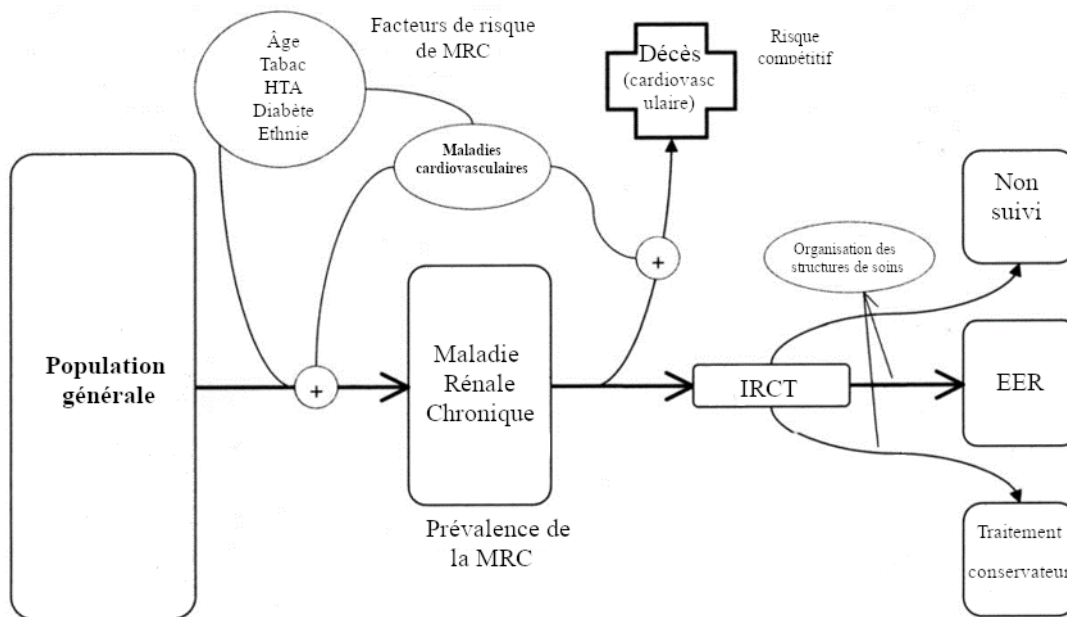 Âge
Tabac
HTA
Diabète
Ethnie
Facteurs de risque
de MRC
Décès
(cardiovasc
ulaire)
Risque
compétitif
Maladies
cardiovasculaires
Non
suivi
Organisation des
structures de soins
+
Population
générale
+
Maladie
Rénale
Chronique
IRCT
EER
Prévalence de
la MRC
Traitement
conservateur